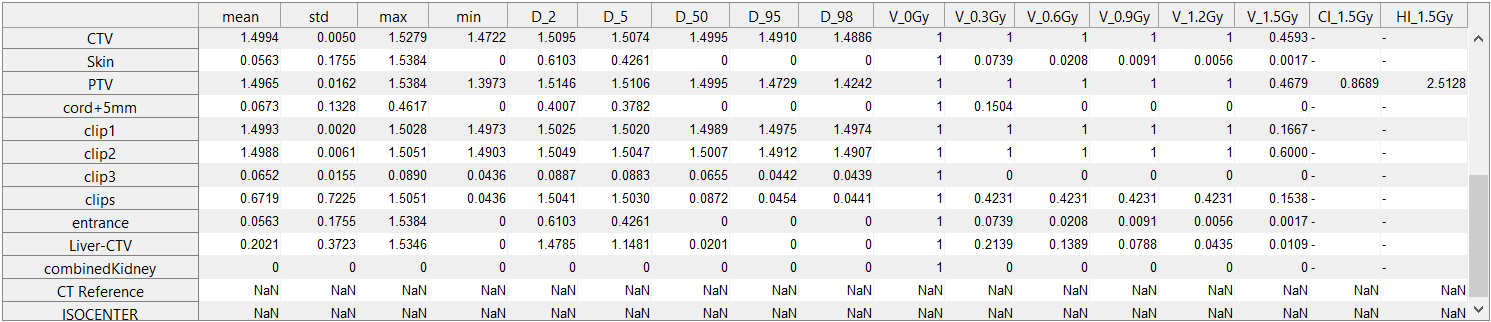 mean std max min D_2 D_5 D_50 D_95 D_98 V_0Gy V_0.3Gy V_0.6Gy V_0.9Gy V_1.2Gy V_1.5Gy CI_1.5Gy HI_1.5Gy
CTV 1.4994 0.0050 1.5279 1.4722 1.5095 1.5074 1.4995 1.4910 1.4886 1 1 1 1 1 0.4593 - -
Skin 0.0563 0.1755 1.5384 0 0.6103 0.4261 0 0 0 1 0.0739 0.0208 0.0091 0.0056 0.0017 - -
PTV 1.4965 0.0162 1.5384 1.3973 1.5146 1.5106 1.4995 1.4729 1.4242 1 1 1 1 1 0.4679 0.8689 2.5128
cord+5mm 0.0673 0.1328 0.4617 0 0.4007 0.3782 0 0 0 1 0.1504 0 0 0 0 - -
clip1 1.4993 0.0020 1.5028 1.4973 1.5025 1.5020 1.4989 1.4975 1.4974 1 1 1 1 1 0.1667 - -
clip2 1.4988 0.0061 1.5051 1.4903 1.5049 1.5047 1.5007 1.4912 1.4907 1 1 1 1 1 0.6000 - -
clip3 0.0652 0.0155 0.0890 0.0436 0.0887 0.0883 0.0655 0.0442 0.0439 1 0 0 0 0 0 - -
clips 0.6719 0.7225 1.5051 0.0436 1.5041 1.5030 0.0872 0.0454 0.0441 1 0.4231 0.4231 0.4231 0.4231 0.1538 - -
entrance 0.0563 0.1755 1.5384 0 0.6103 0.4261 0 0 0 1 0.0739 0.0208 0.0091 0.0056 0.0017 - -
Liver-CTV 0.2021 0.3723 1.5346 0 1.4785 1.1481 0.0201 0 0 1 0.2139 0.1389 0.0788 0.0435 0.0109 - -
combinedKidney 0 0 0 0 0 0 0 0 0 1 0 0 0 0 0 - -
CT Reference NaN NaN NaN NaN NaN NaN NaN NaN NaN NaN NaN NaN NaN NaN NaN NaN NaN
ISOCENTER NaN NaN NaN NaN NaN NaN NaN NaN NaN NaN NaN NaN NaN NaN NaN NaN NaN